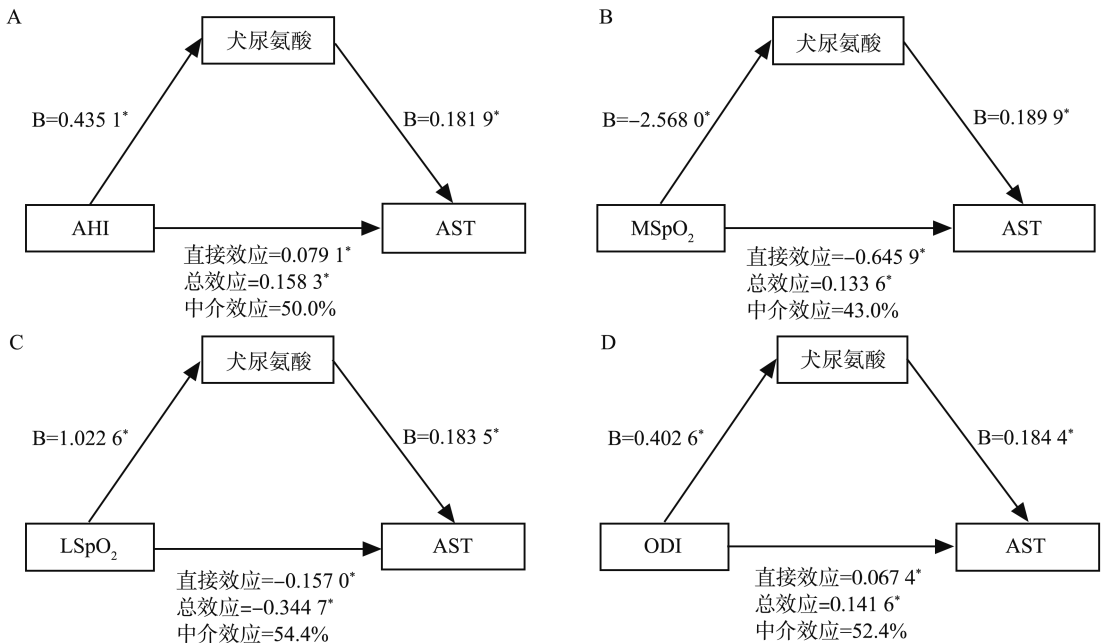 A
犬尿氨酸
B=0.435 1*
B=0.181 9*
AHI
AST
直接效应=0.079 1*
总效应=0.158 3*
中介效应=50.0%
B
犬尿氨酸
B=−2.568 0*
B=0.189 9*
MSpO₂
AST
直接效应=−0.645 9*
总效应=0.133 6*
中介效应=43.0%
C
犬尿氨酸
B=1.022 6*
B=0.183 5*
LSpO₂
AST
直接效应=−0.157 0*
总效应=−0.344 7*
中介效应=54.4%
D
犬尿氨酸
B=0.402 6*
B=0.184 4*
ODI
AST
直接效应=0.067 4*
总效应=0.141 6*
中介效应=52.4%